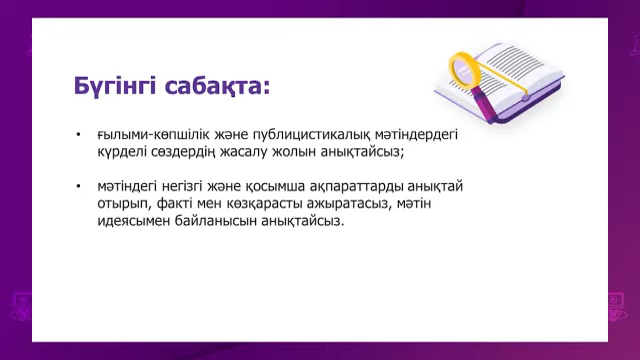 Бүгінгі сабақта:
• ғылыми-көпшілік және публицистикалық мәтіндердегі
күрделі сөздердің жасалу жолын анықтайсыз;
• мәтіндегі негізгі және қосымша ақпараттарды анықтай
отырып, факті мен көзқарасты ажыратасыз, мәтін
идеясымен байланысын анықтайсыз.